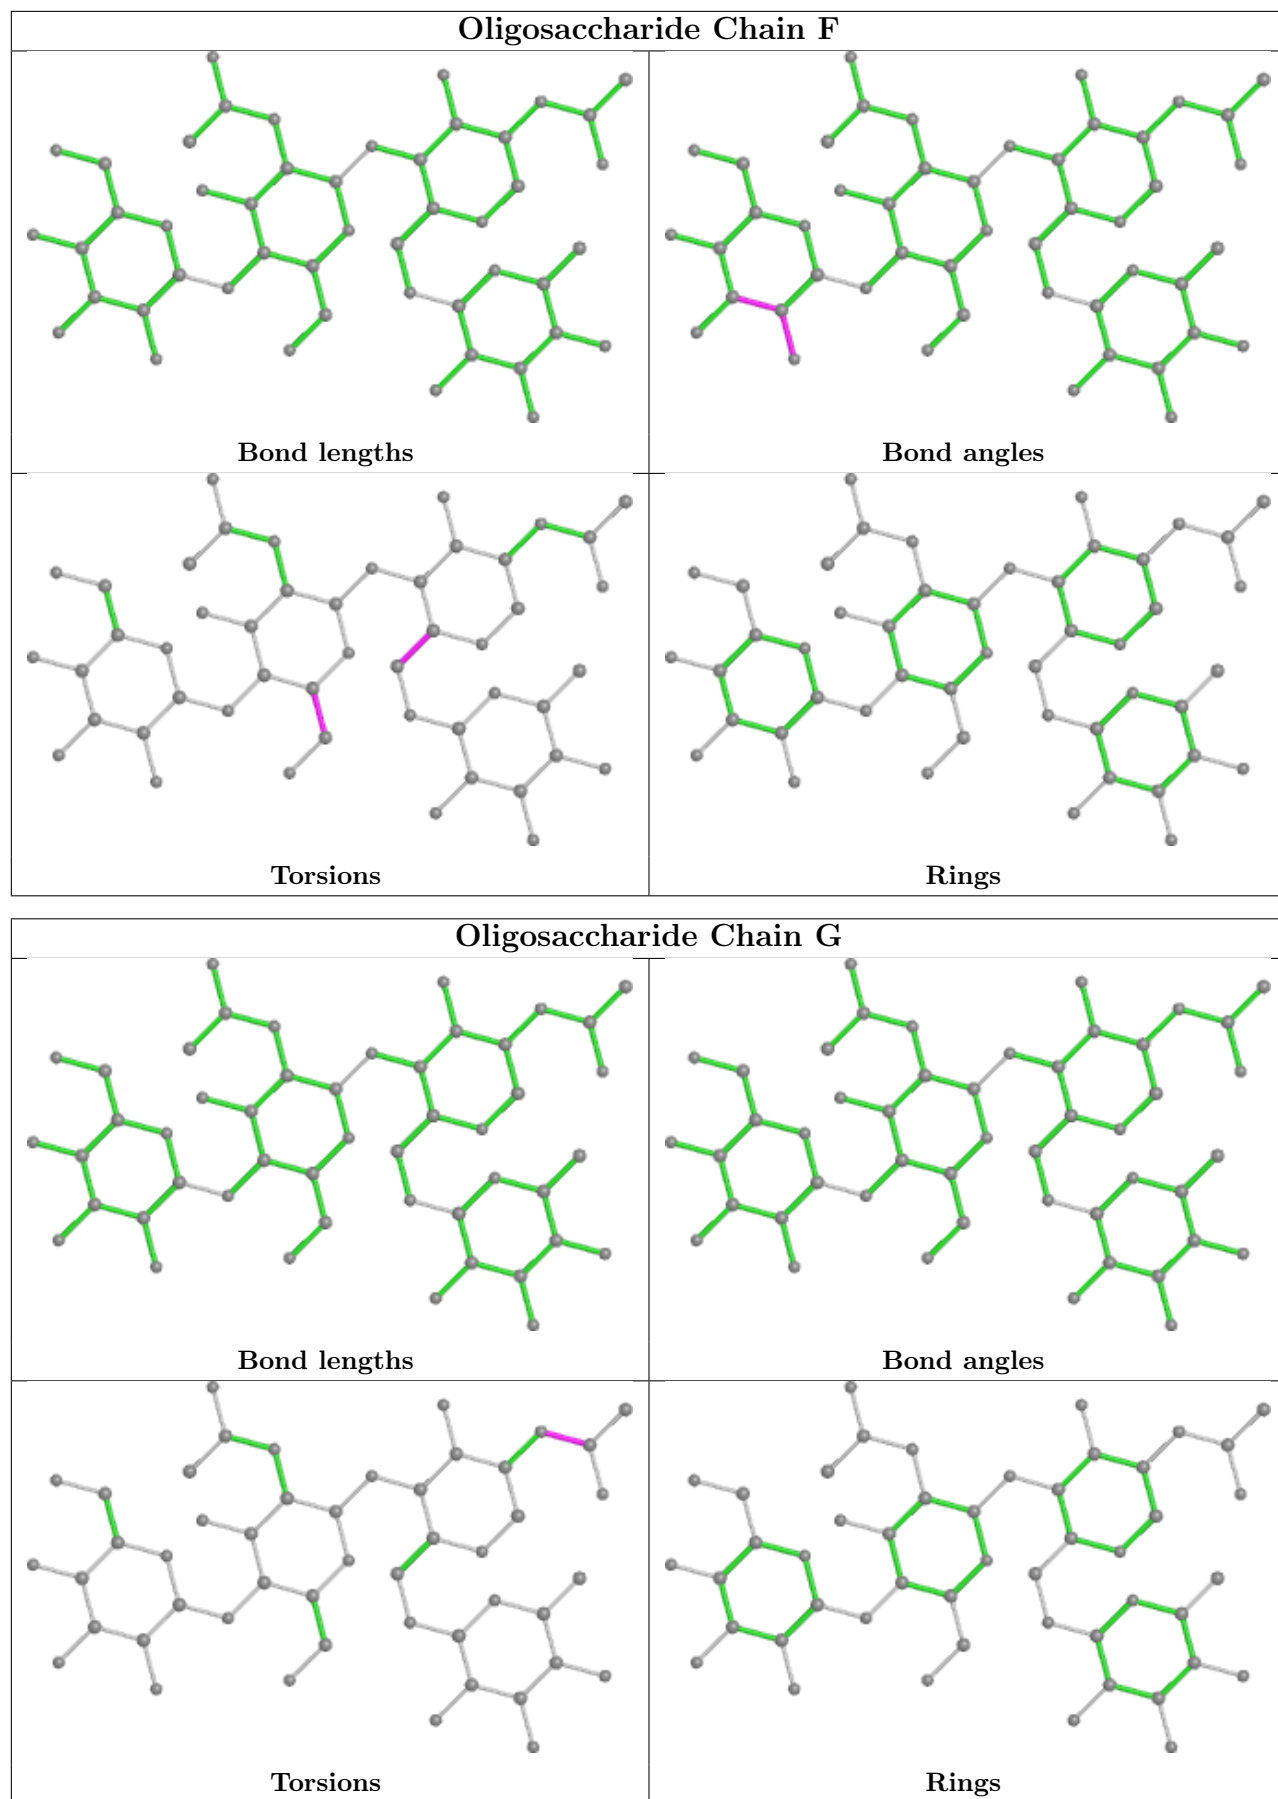 Oligosaccharide Chain F
Bond lengths
Bond angles
Torsions
Rings
Oligosaccharide Chain G
Bond lengths
Bond angles
Torsions
Rings